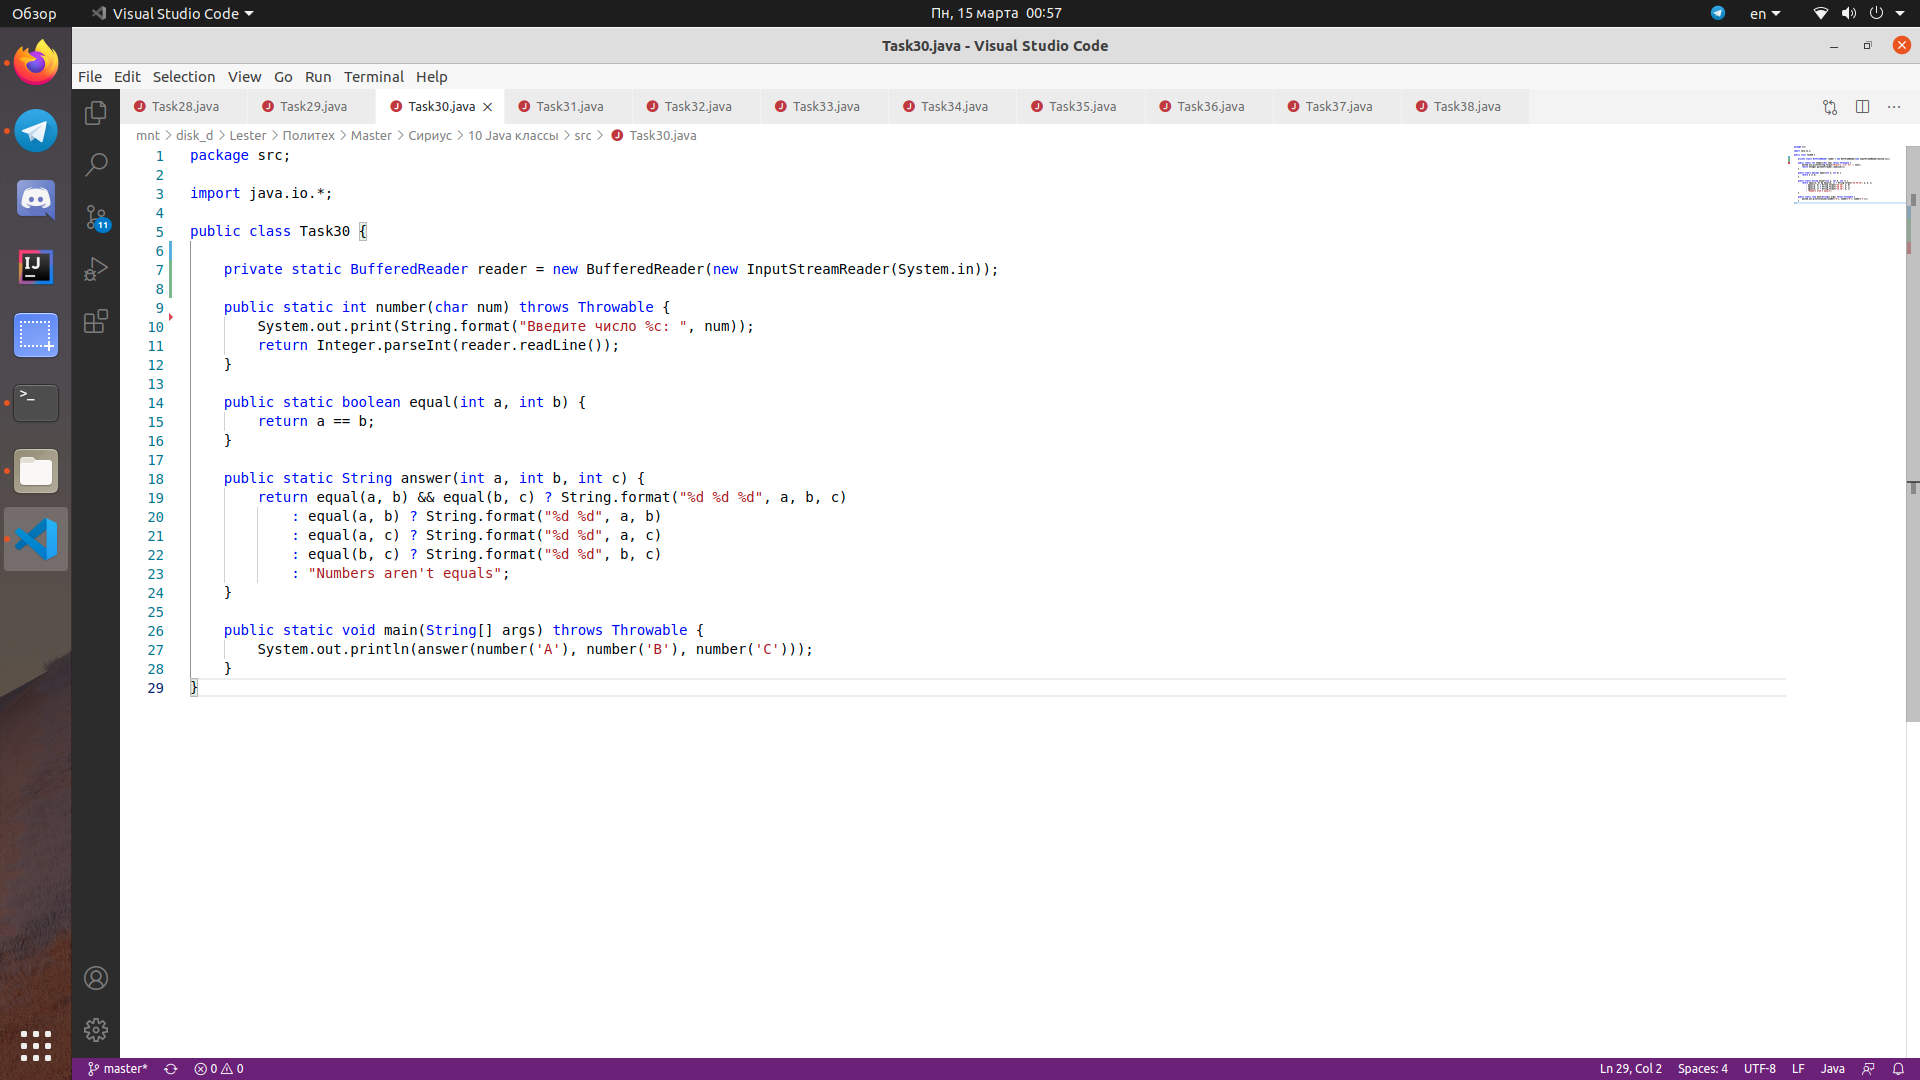 Обзор Visual Studio Code Пн, 15 марта 00:57 en
Task30.java - Visual Studio Code
File Edit Selection View Go Run Terminal Help
Task28.java Task29.java Task30.java Task31.java Task32.java Task33.java Task34.java Task35.java Task36.java Task37.java Task38.java
mnt > disk_d > Lester > Политех > Master > Сириус > 10 Java классы > src > Task30.java
1 package src;
2
3 import java.io.*;
4
5 public class Task30 {
6
7 private static BufferedReader reader = new BufferedReader(new InputStreamReader(System.in));
8
9 public static int number(char num) throws Throwable {
10 System.out.print(String.format("Введите число %c: ", num));
11 return Integer.parseInt(reader.readLine());
12 }
13
14 public static boolean equal(int a, int b) {
15 return a == b;
16 }
17
18 public static String answer(int a, int b, int c) {
19 return equal(a, b) && equal(b, c) ? String.format("%d %d %d", a, b, c)
20 : equal(a, b) ? String.format("%d %d", a, b)
21 : equal(a, c) ? String.format("%d %d", a, c)
22 : equal(b, c) ? String.format("%d %d", b, c)
23 : "Numbers aren't equals";
24 }
25
26 public static void main(String[] args) throws Throwable {
27 System.out.println(answer(number('A'), number('B'), number('C')));
28 }
29 }
11
IJ
>_
master* 0 0 Ln 29, Col 2 Spaces: 4 UTF-8 LF Java